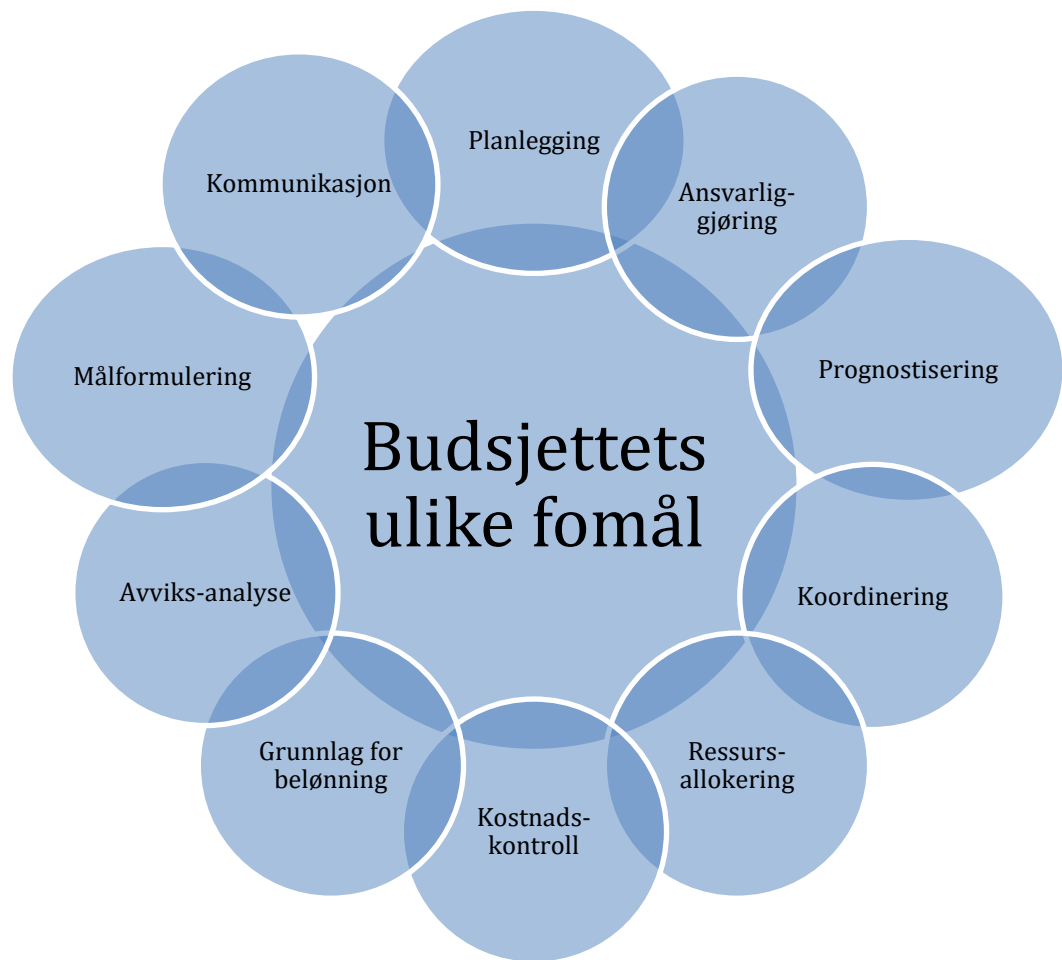 Planlegging
Ansvarlig-
gjøring
Prognostisering
Koordinering
Ressurs-
allokering
Kostnads-
kontroll
Grunnlag for
belønning
Avviks-analyse
Målformulering
Kommunikasjon
Budsjettets
ulike fomål